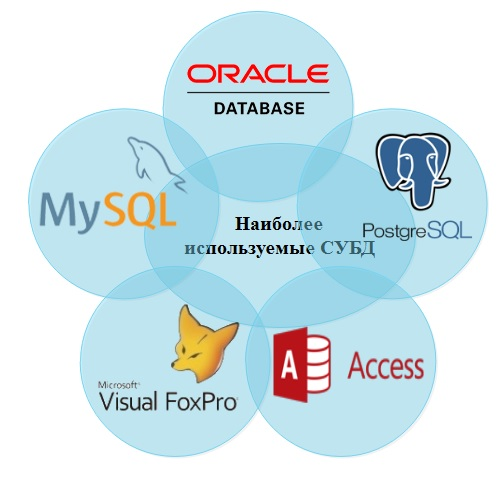 ORACLE
DATABASE
MySQL
PostgreSQL
Наиболее
используемые СУБД
Microsoft®
Visual FoxPro®
A
Access